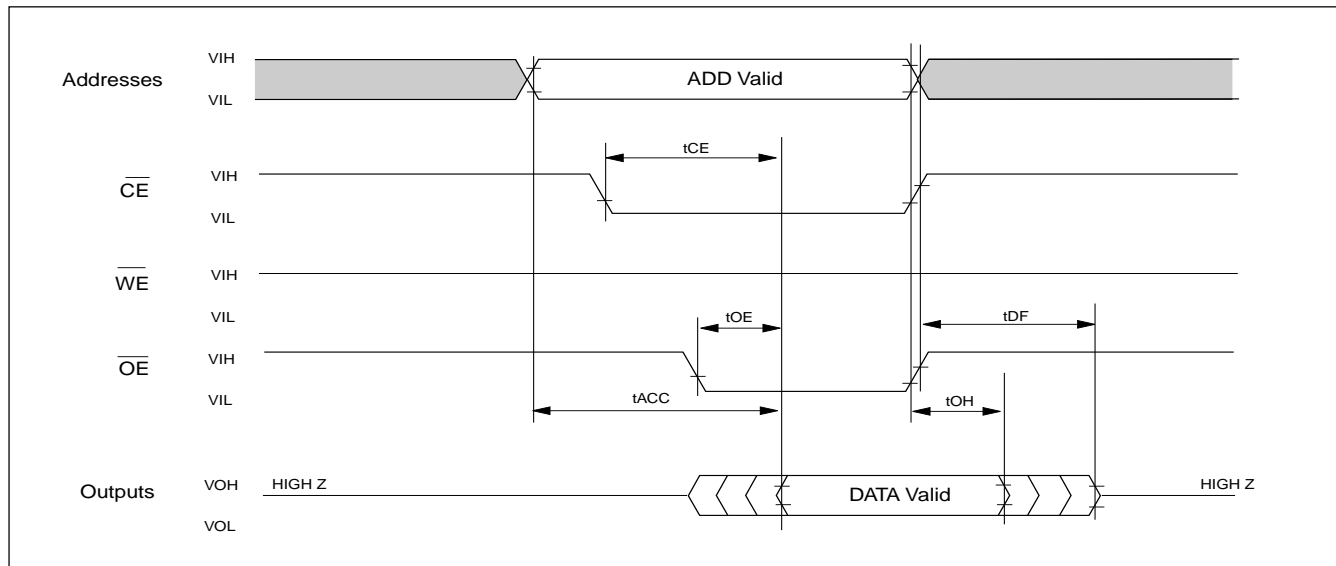 VIH
Addresses
ADD Valid
VIL
tCE
VIH
CE
VIL
VIH
WE
VIL
tOE
tDF
VIH
OE
VIL
tACC
tOH
VOH
HIGH Z
HIGH Z
Outputs
DATA Valid
VOL